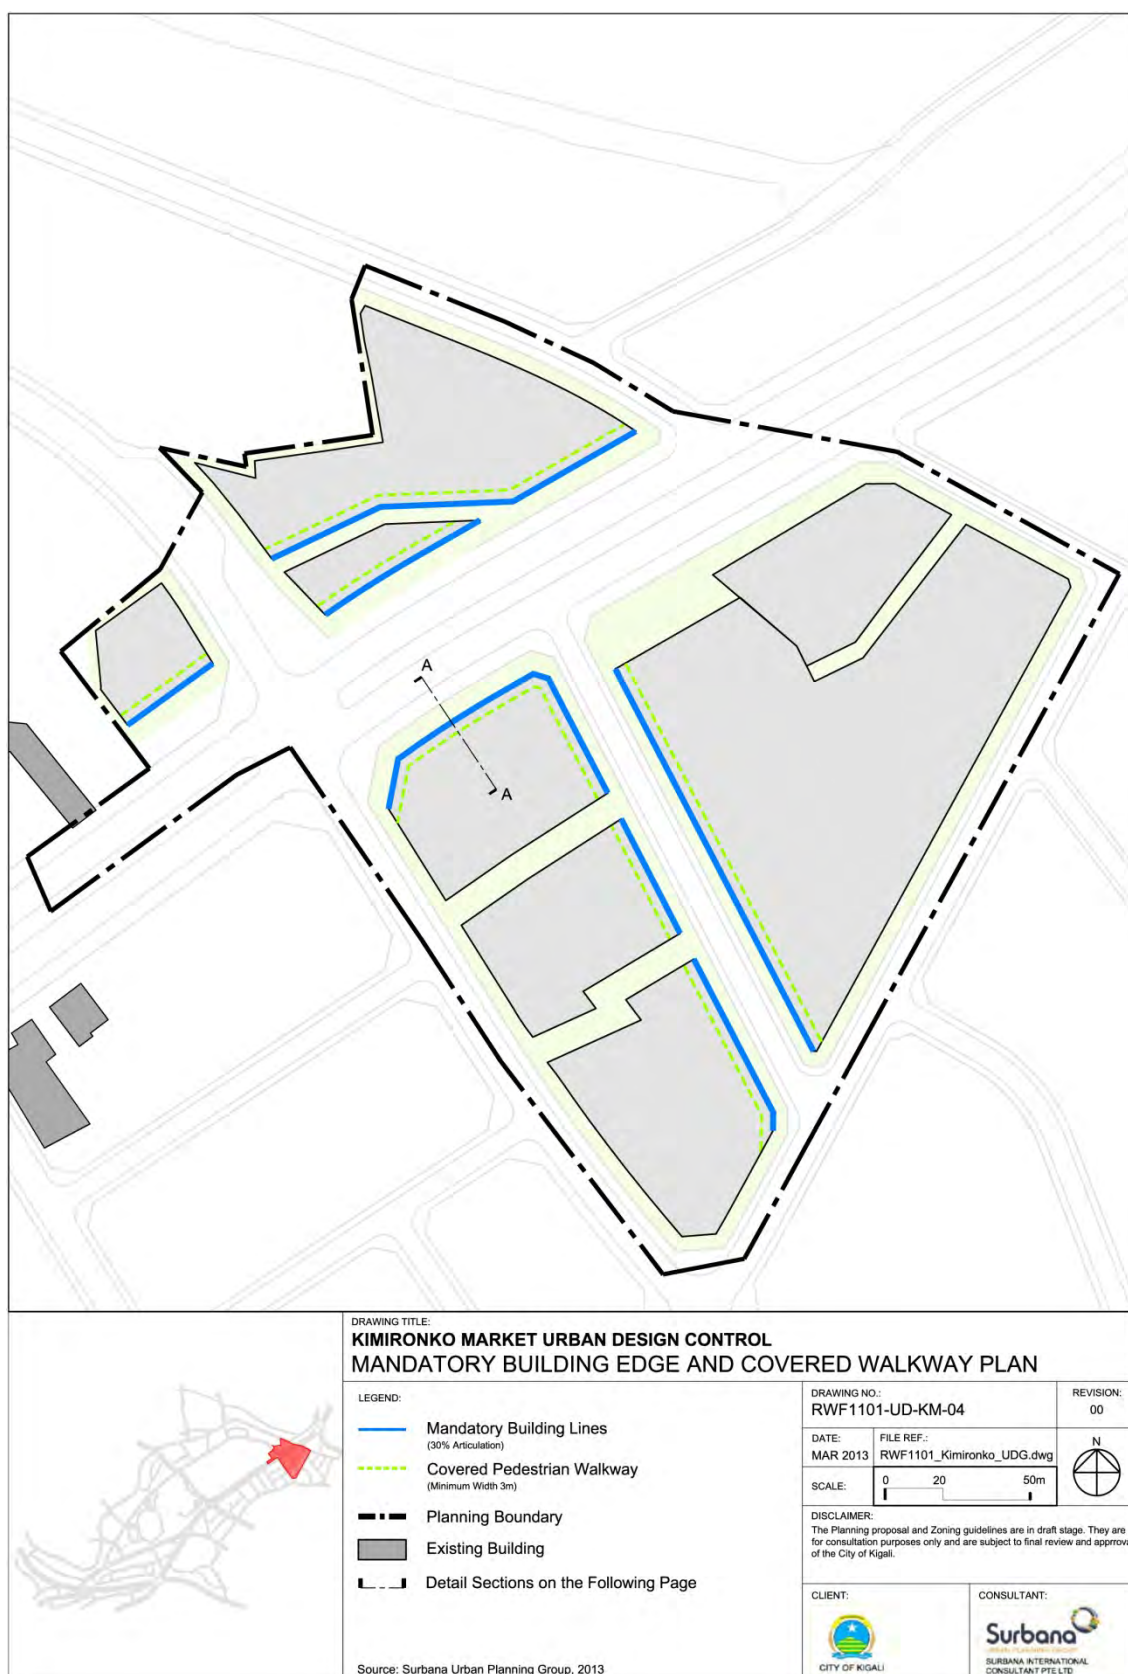 A
A
DRAWING TITLE:
KIMIRONKO MARKET URBAN DESIGN CONTROL
MANDATORY BUILDING EDGE AND COVERED WALKWAY PLAN
LEGEND:
Mandatory Building Lines
(30% Articulation)
Covered Pedestrian Walkway
(Minimum Width 3m)
Planning Boundary
Existing Building
Detail Sections on the Following Page
Source: Surbana Urban Planning Group, 2013
DRAWING NO.:
RWF1101-UD-KM-04
REVISION:
00
DATE:
MAR 2013
FILE REF.:
RWF1101_Kimironko_UDG.dwg
N
SCALE:
0 20 50m
DISCLAIMER:
The Planning proposal and Zoning guidelines are in draft stage. They are
for consultation purposes only and are subject to final review and apprrova
of the City of Kigali.
CLIENT:
CITY OF KIGALI
CONSULTANT:
Surbana
URBAN PLANNING GROUP
SURBANA INTERNATIONAL
CONSULTANT PTE LTD